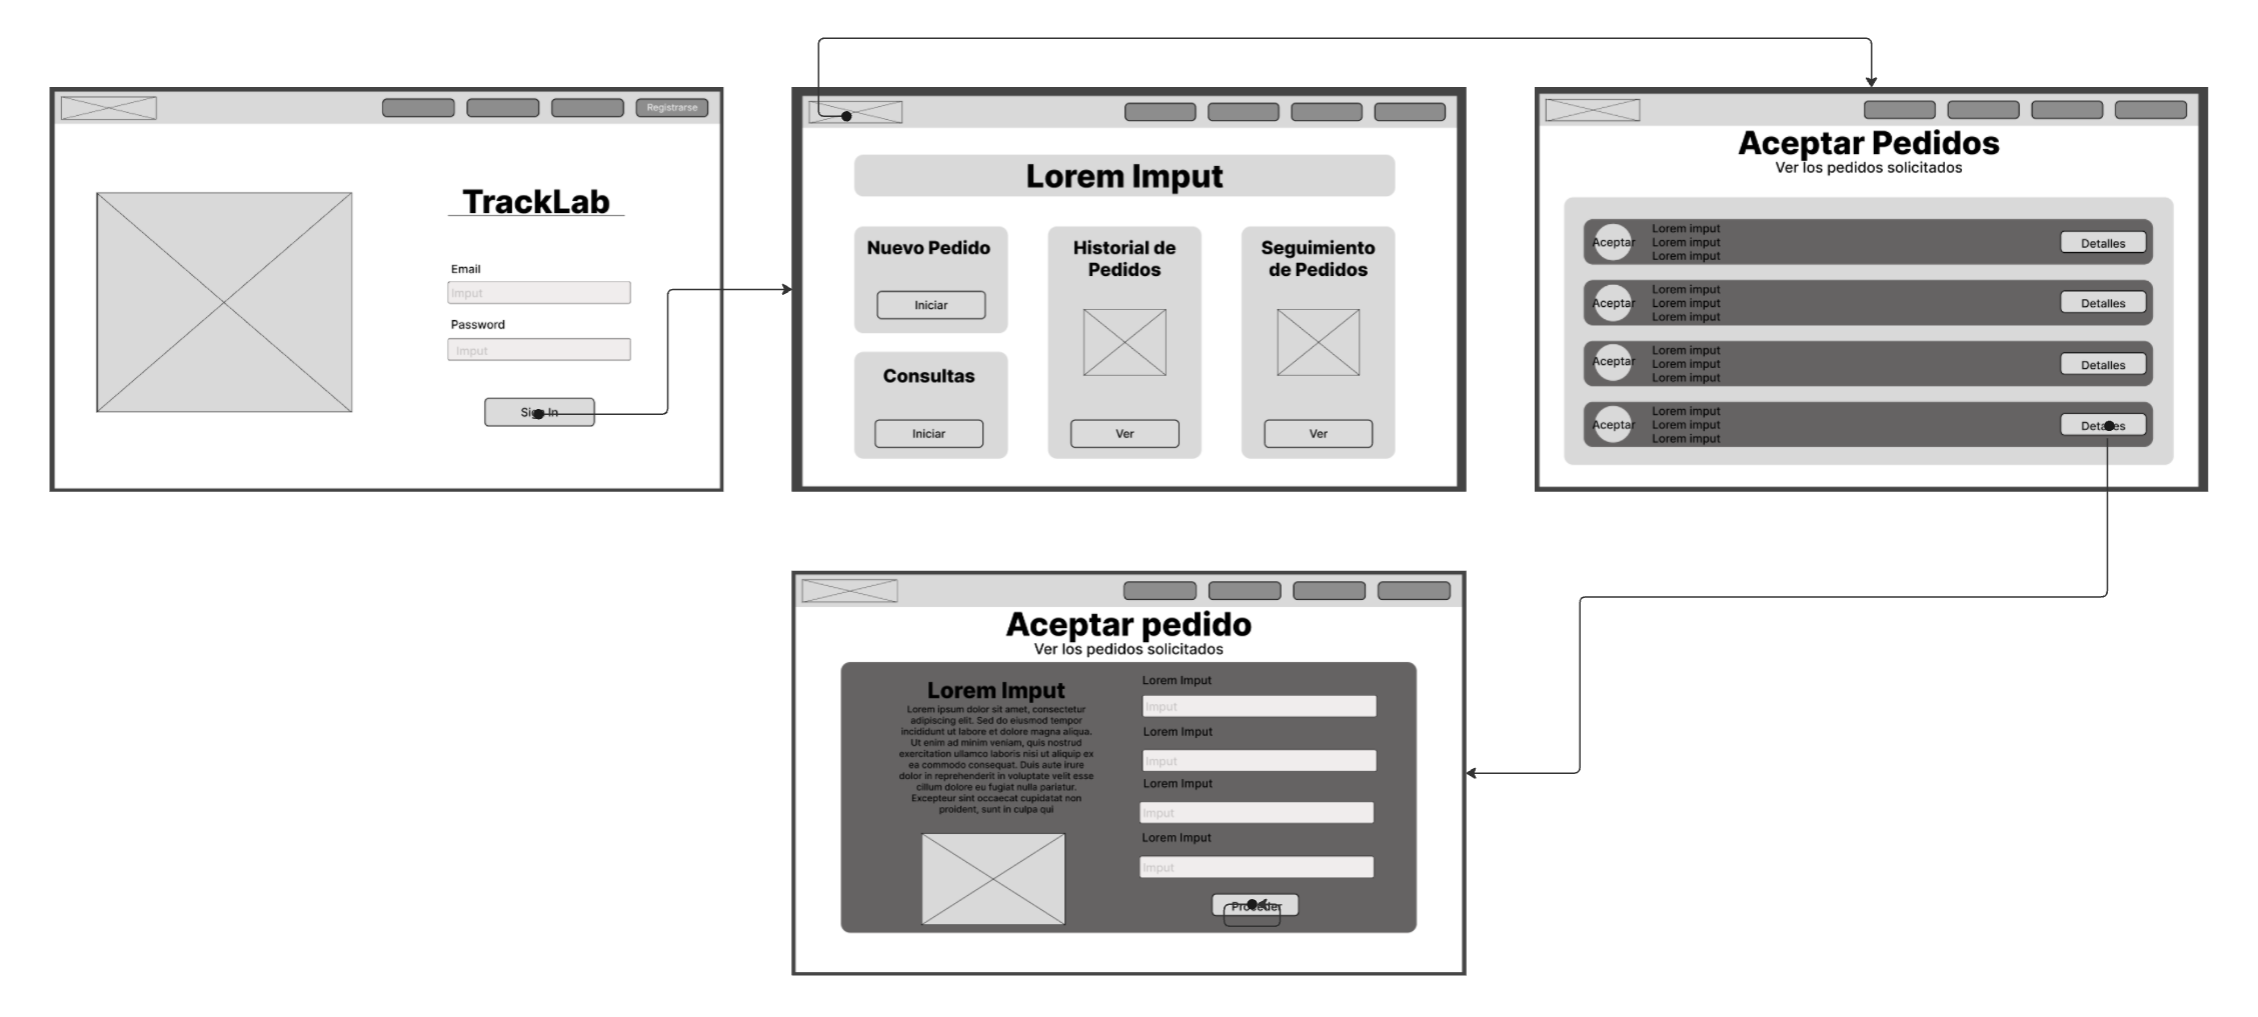 Registrarse
TrackLab
Email
Imput
Password
Imput
Sign In
Lorem Imput
Nuevo Pedido
Iniciar
Consultas
Iniciar
Historial de
Pedidos
Ver
Seguimiento
de Pedidos
Ver
Aceptar Pedidos
Ver los pedidos solicitados
Aceptar
Lorem imput
Lorem imput
Lorem imput
Detalles
Aceptar
Lorem imput
Lorem imput
Lorem imput
Detalles
Aceptar
Lorem imput
Lorem imput
Lorem imput
Detalles
Aceptar
Lorem imput
Lorem imput
Lorem imput
Detalles
Aceptar pedido
Ver los pedidos solicitados
Lorem Imput
Lorem ipsum dolor sit amet, consectetur
adipiscing elit. Sed do eiusmod tempor
incididunt ut labore et dolore magna aliqua.
Ut enim ad minim veniam, quis nostrud
exercitation ullamco laboris nisi ut aliquip ex
ea commodo consequat. Duis aute irure
dolor in reprehenderit in voluptate velit esse
cillum dolore eu fugiat nulla pariatur.
Excepteur sint occaecat cupidatat non
proident, sunt in culpa qui
Lorem Imput
Imput
Lorem Imput
Imput
Lorem Imput
Imput
Lorem Imput
Imput
Proceder